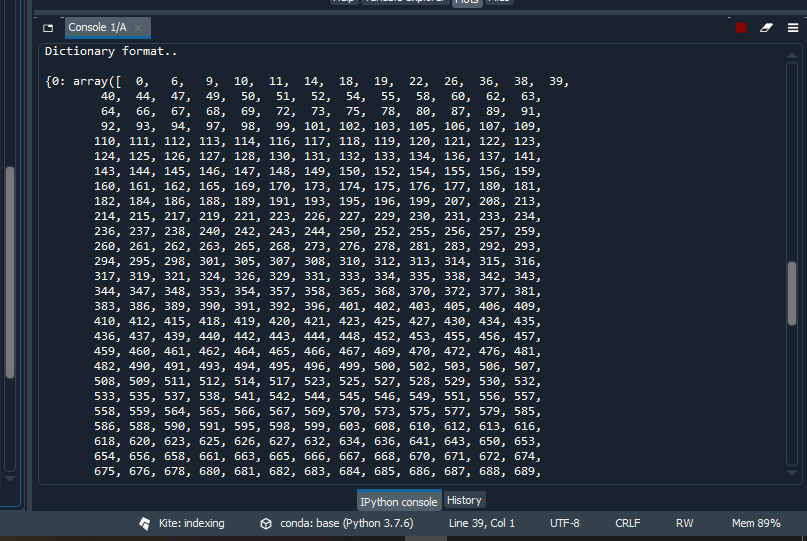 Console 1/A
Dictionary format..
{0: array([ 0, 6, 9, 10, 11, 14, 18, 19, 22, 26, 36, 38, 39,
40, 44, 47, 49, 50, 51, 52, 54, 55, 58, 60, 62, 63,
64, 66, 67, 68, 69, 72, 73, 75, 78, 80, 87, 89, 91,
92, 93, 94, 97, 98, 99, 101, 102, 103, 105, 106, 107, 109,
110, 111, 112, 113, 114, 116, 117, 118, 119, 120, 121, 122, 123,
124, 125, 126, 127, 128, 130, 131, 132, 133, 134, 136, 137, 141,
143, 144, 145, 146, 147, 148, 149, 150, 152, 154, 155, 156, 159,
160, 161, 162, 165, 169, 170, 173, 174, 175, 176, 177, 180, 181,
182, 184, 186, 188, 189, 191, 193, 195, 196, 199, 207, 208, 213,
214, 215, 217, 219, 221, 223, 226, 227, 229, 230, 231, 233, 234,
236, 237, 238, 240, 242, 243, 244, 250, 252, 255, 256, 257, 259,
260, 261, 262, 263, 265, 268, 273, 276, 278, 281, 283, 292, 293,
294, 295, 298, 301, 305, 307, 308, 310, 312, 313, 314, 315, 316,
317, 319, 321, 324, 326, 329, 331, 333, 334, 335, 338, 342, 343,
344, 347, 348, 353, 354, 357, 358, 365, 368, 370, 372, 377, 381,
383, 386, 389, 390, 391, 392, 396, 401, 402, 403, 405, 406, 409,
410, 412, 415, 418, 419, 420, 421, 423, 425, 427, 430, 434, 435,
436, 437, 439, 440, 442, 443, 444, 448, 452, 453, 455, 456, 457,
459, 460, 461, 462, 464, 465, 466, 467, 469, 470, 472, 476, 481,
482, 490, 491, 493, 494, 495, 496, 499, 500, 502, 503, 506, 507,
508, 509, 511, 512, 514, 517, 523, 525, 527, 528, 529, 530, 532,
533, 535, 537, 538, 541, 542, 544, 545, 546, 549, 551, 556, 557,
558, 559, 564, 565, 566, 567, 569, 570, 573, 575, 577, 579, 585,
586, 588, 590, 591, 595, 598, 599, 603, 608, 610, 612, 613, 616,
618, 620, 623, 625, 626, 627, 632, 634, 636, 641, 643, 650, 653,
654, 656, 658, 661, 663, 665, 666, 667, 668, 670, 671, 672, 674,
675, 676, 678, 680, 681, 682, 683, 684, 685, 686, 687, 688, 689,
IPython console History
Kite: indexing conda: base (Python 3.7.6) Line 39, Col 1 UTF-8 CRLF RW Mem 89%